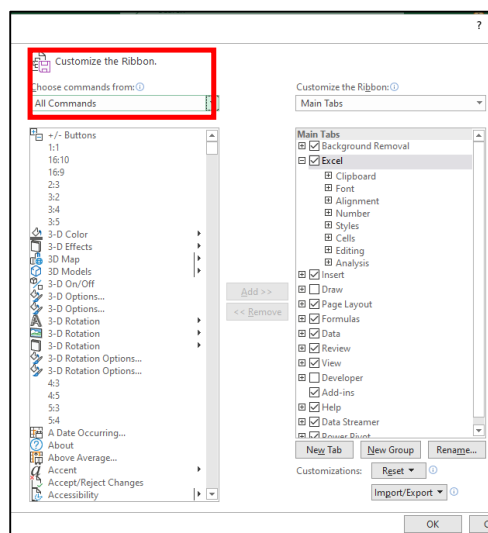 ?
Customize the Ribbon.
Choose commands from:
All Commands
+/- Buttons
1:1
16:10
16:9
2:3
3:2
3:4
3:5
3-D Color
3-D Effects
3D Map
3D Models
3-D On/Off
3-D Options...
3-D Options...
3-D Rotation
3-D Rotation
3-D Rotation
3-D Rotation Options...
3-D Rotation Options...
4:3
4:5
5:3
5:4
A Date Occurring...
About
Above Average...
Accent
Accept/Reject Changes
Accessibility
Add >>
<< Remove
Customize the Ribbon:
Main Tabs
Main Tabs
Background Removal
Excel
Clipboard
Font
Alignment
Number
Styles
Cells
Editing
Analysis
Insert
Draw
Page Layout
Formulas
Data
Review
View
Developer
Add-ins
Help
Data Streamer
Power Pivot
New Tab New Group Rename...
Customizations: Reset
Import/Export
OK